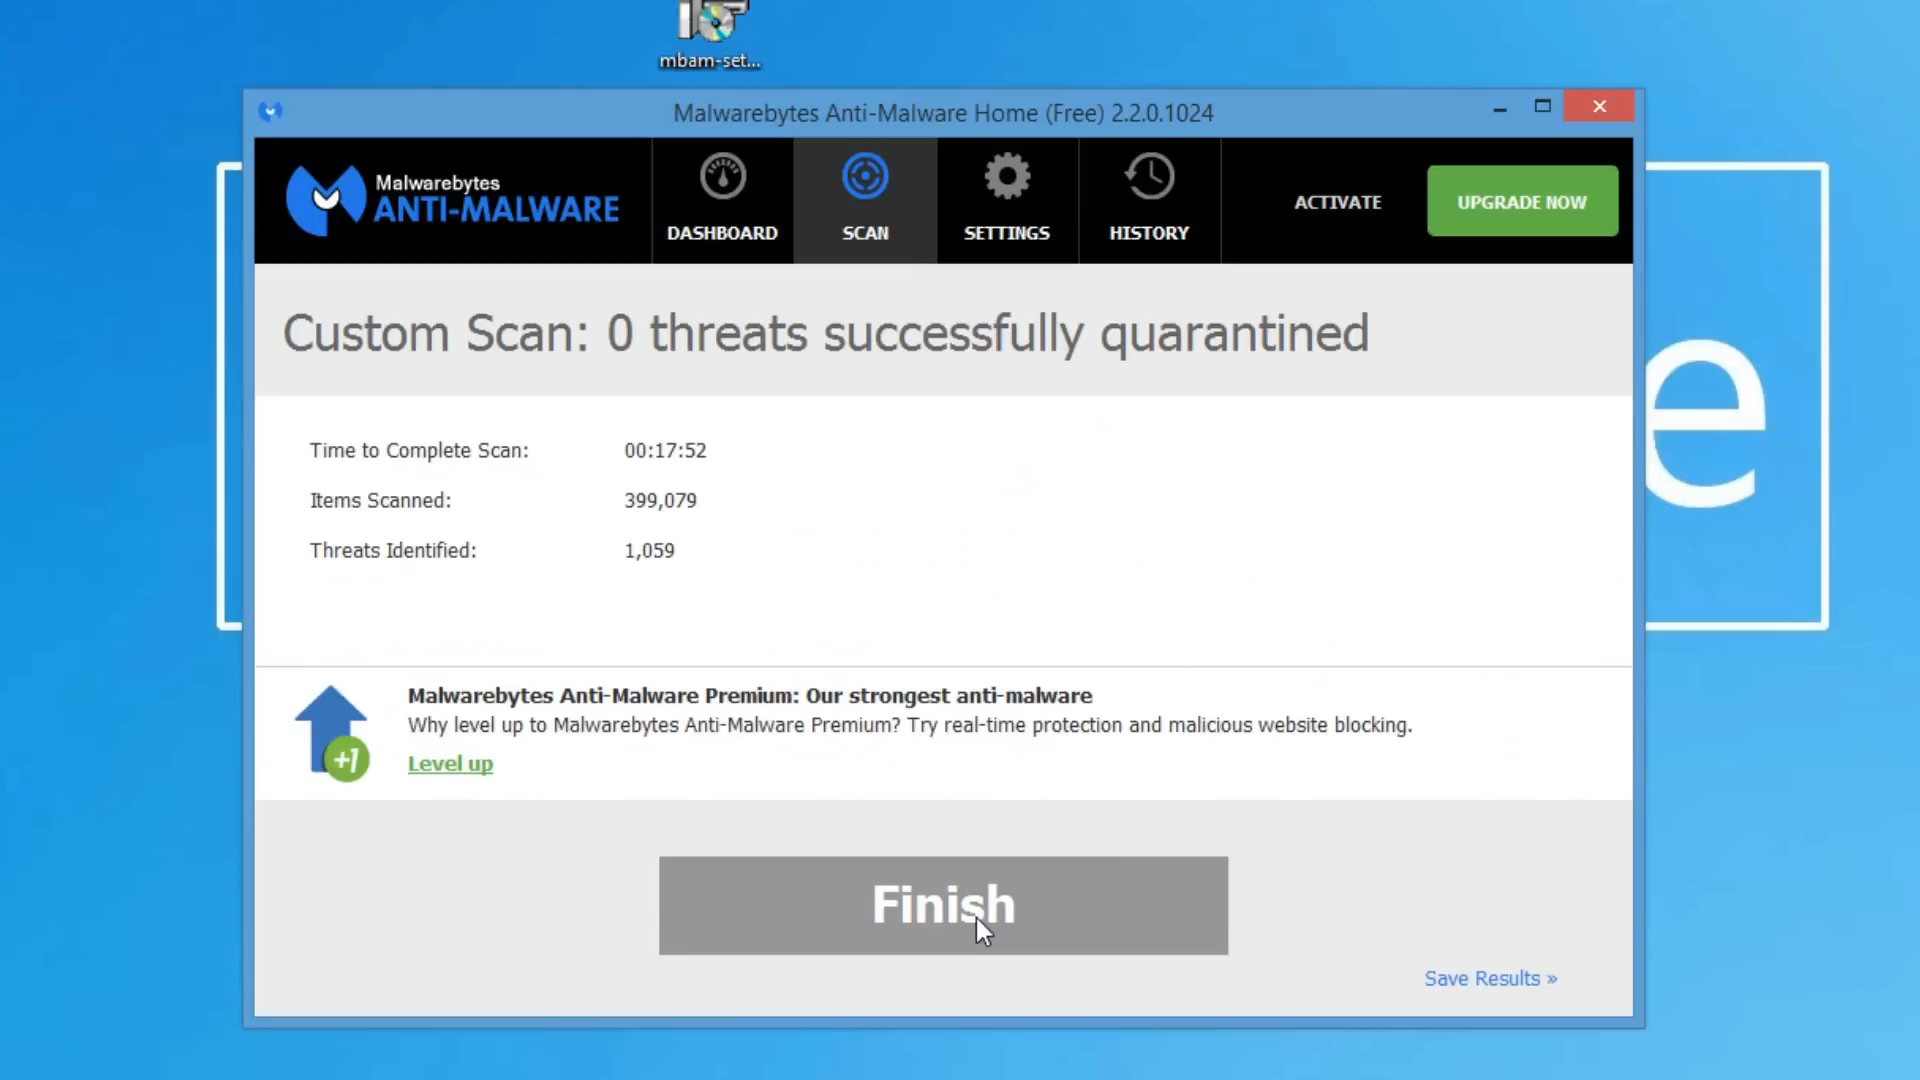 mbam-set...
Malwarebytes Anti-Malware Home (Free) 2.2.0.1024
Malwarebytes
ANTI-MALWARE
DASHBOARD
SCAN
SETTINGS
HISTORY
ACTIVATE
UPGRADE NOW
Custom Scan: 0 threats successfully quarantined
e
Time to Complete Scan: 00:17:52
Items Scanned: 399,079
Threats Identified: 1,059
Malwarebytes Anti-Malware Premium: Our strongest anti-malware
Why level up to Malwarebytes Anti-Malware Premium? Try real-time protection and malicious website blocking.
+1
Level up
Finish
Save Results »